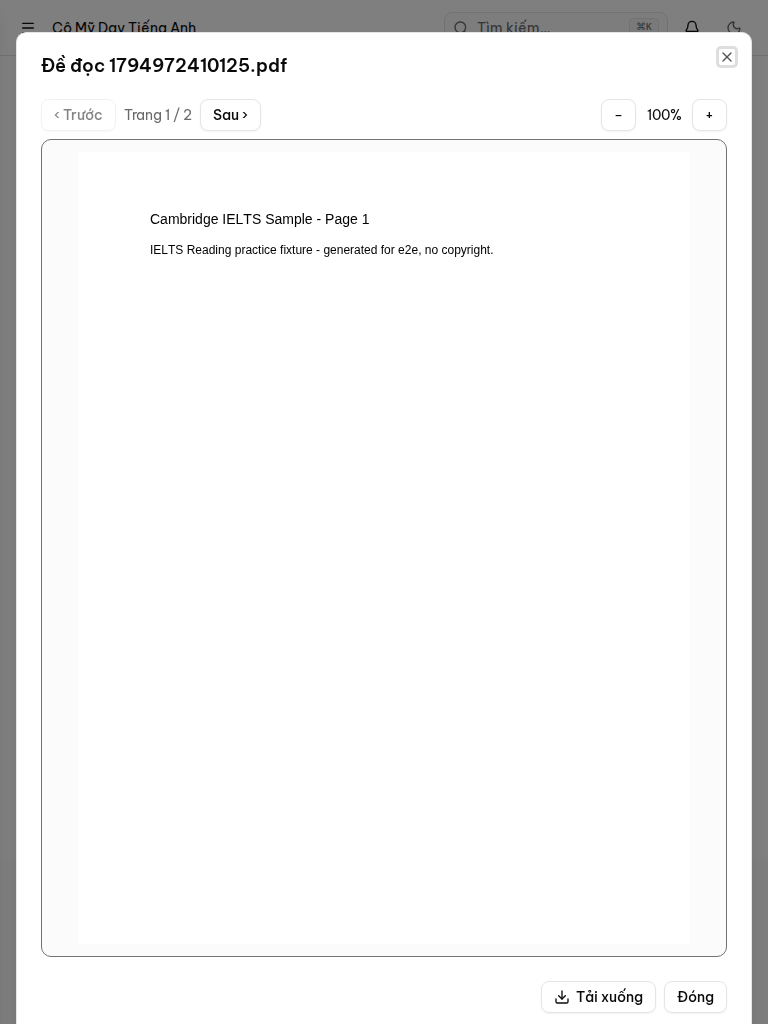 Cô Mỹ Dạy Tiếng Anh
Tìm kiếm...
⌘K
Đề đọc 1794972410125.pdf
‹ Trước
Trang 1 / 2
Sau ›
−
100%
+
Cambridge IELTS Sample - Page 1
IELTS Reading practice fixture - generated for e2e, no copyright.
Tải xuống
Đóng